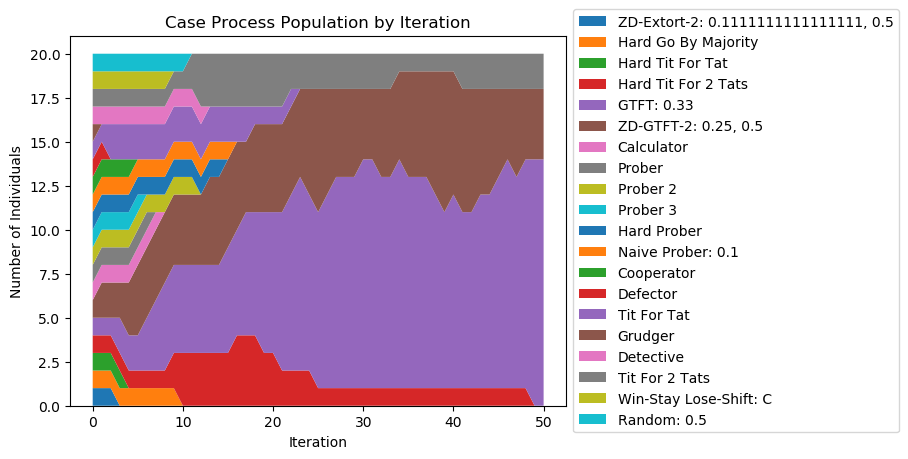 Case Process Population by Iteration
Number of Individuals
20.0
17.5
15.0
12.5
10.0
7.5
5.0
2.5
0.0
0 10 20 30 40 50
Iteration
ZD-Extort-2: 0.1111111111111111, 0.5
Hard Go By Majority
Hard Tit For Tat
Hard Tit For 2 Tats
GTFT: 0.33
ZD-GTFT-2: 0.25, 0.5
Calculator
Prober
Prober 2
Prober 3
Hard Prober
Naive Prober: 0.1
Cooperator
Defector
Tit For Tat
Grudger
Detective
Tit For 2 Tats
Win-Stay Lose-Shift: C
Random: 0.5